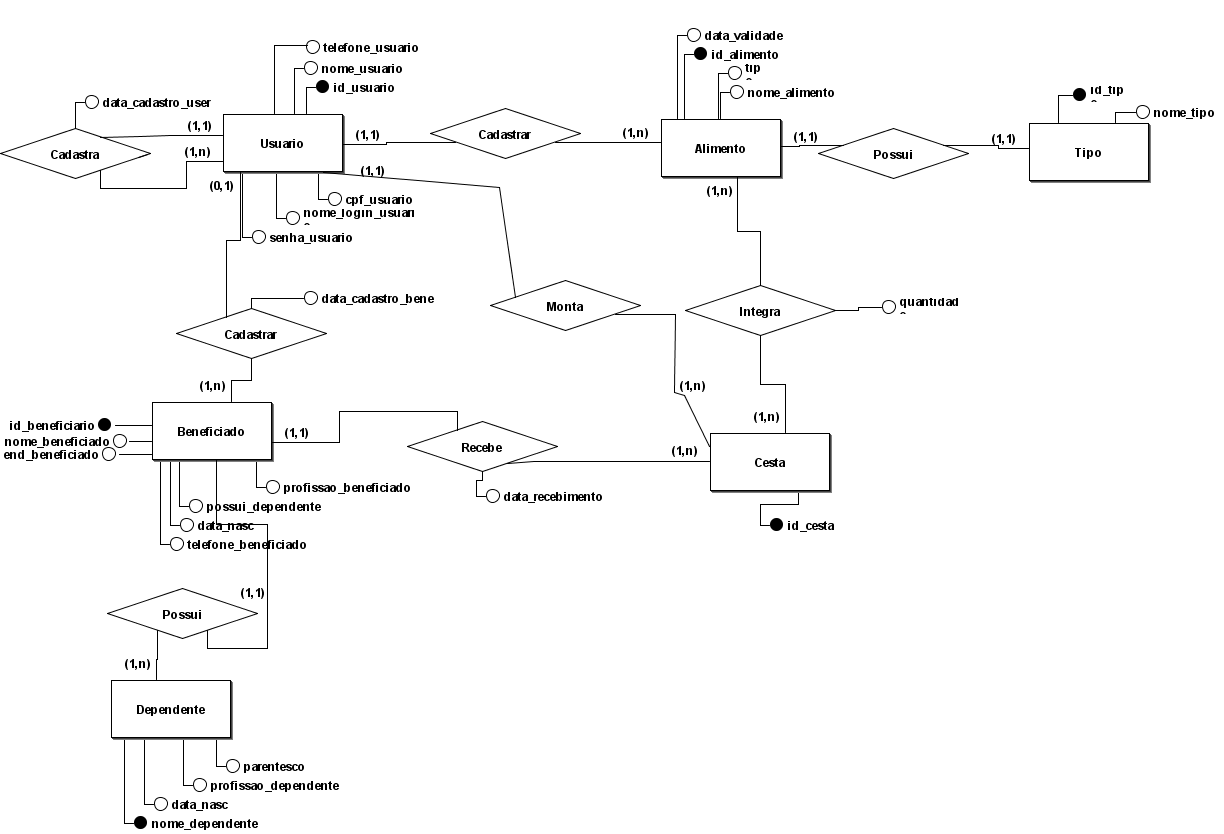 telefone_usuario
nome_usuario
id_usuario
data_cadastro_user
(1,1)
Cadastra
(1,n)
Usuario
(1,1)
Cadastrar
(1,n)
data_validade
id_alimento
tip
nome_alimento
Alimento
(1,1)
Possui
(1,1)
id_tip
nome_tipo
Tipo
(0,1)
(1,1)
cpf_usuario
nome_login_usuari
senha_usuario
(1,n)
data_cadastro_bene
Cadastrar
Monta
Integra
quantidad
(1,n)
(1,n)
(1,n)
id_beneficiario
nome_beneficiado
end_beneficiado
Beneficiado
(1,1)
Recebe
(1,n)
Cesta
profissao_beneficiado
possui_dependente
data_nasc
telefone_beneficiado
data_recebimento
id_cesta
(1,1)
Possui
(1,n)
Dependente
parentesco
profissao_dependente
data_nasc
nome_dependente